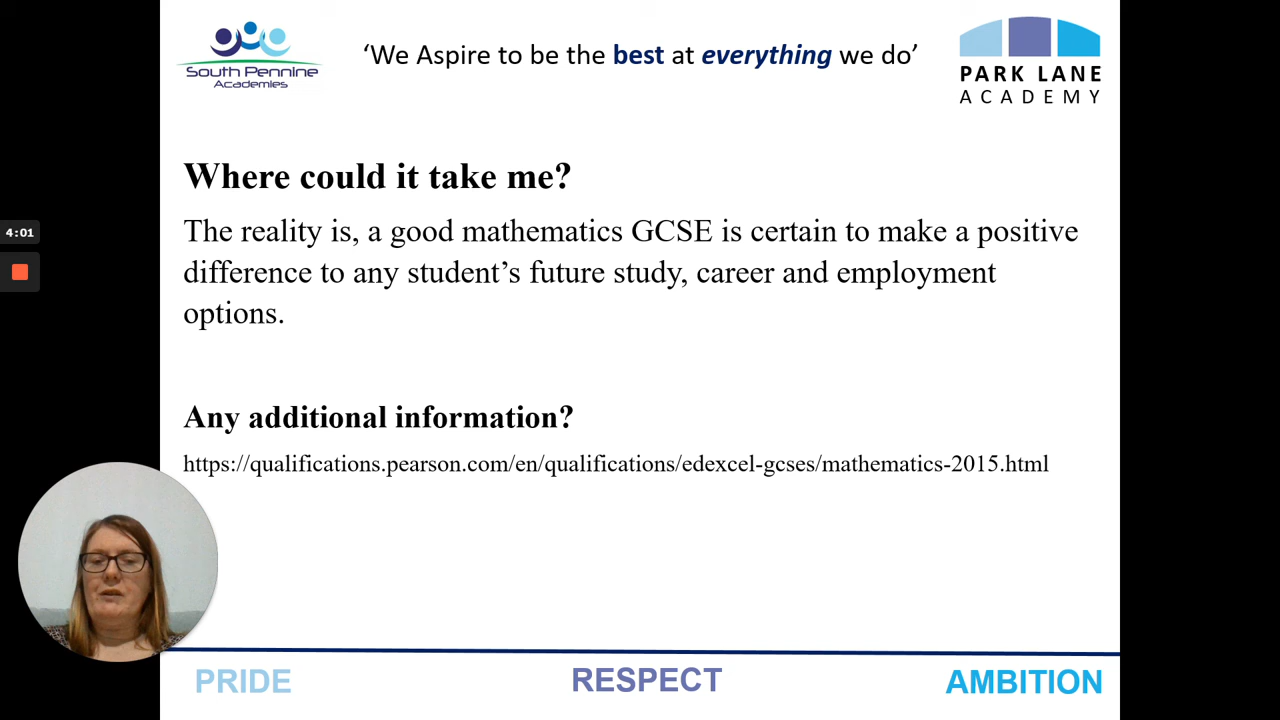 South Pennine
Academies
‘We Aspire to be the best at everything we do’
PARK LANE
ACADEMY
Where could it take me?
The reality is, a good mathematics GCSE is certain to make a positive
difference to any student’s future study, career and employment
options.
4:01
Any additional information?
https://qualifications.pearson.com/en/qualifications/edexcel-gcses/mathematics-2015.html
PRIDE
RESPECT
AMBITION